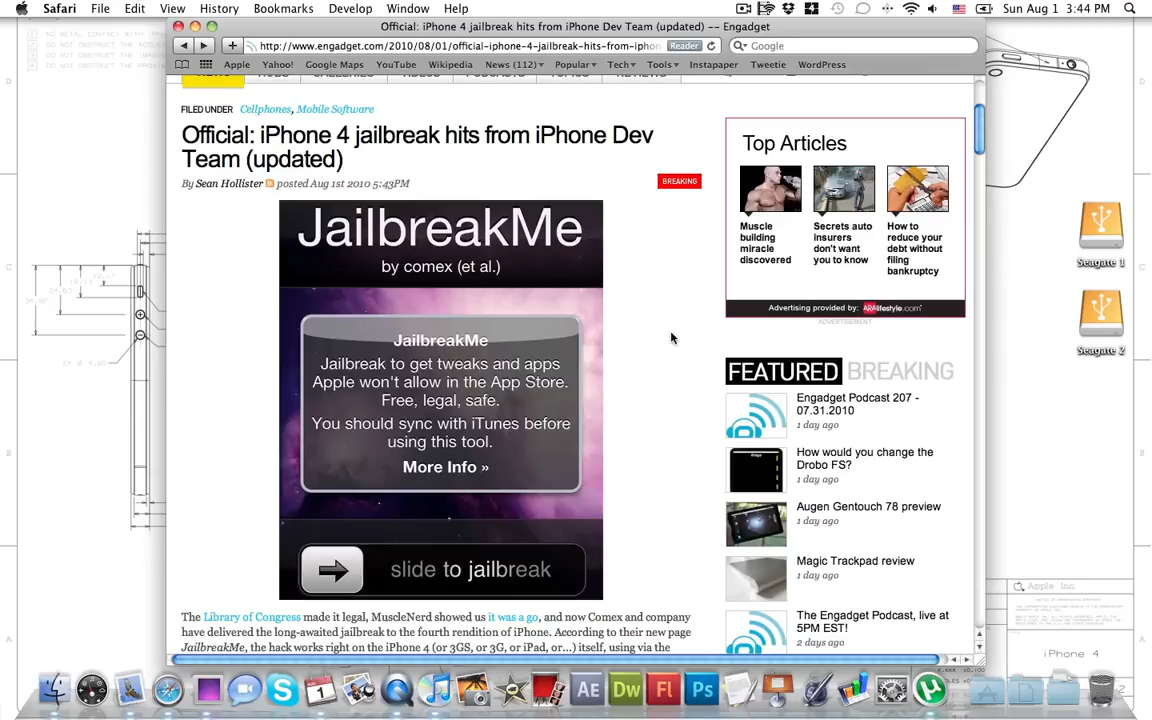 Safari File Edit View History Bookmarks Develop Window Help Sun Aug 1 3:44 PM
Official: iPhone 4 jailbreak hits from iPhone Dev Team (updated) -- Engadget
http://www.engadget.com/2010/08/01/official-iphone-4-jailbreak-hits-from-iphon Reader Google
Apple Yahoo! Google Maps YouTube Wikipedia News (112) Popular Tech Tools Instapaper Tweetie WordPress
FILED UNDER Cellphones, Mobile Software
Official: iPhone 4 jailbreak hits from iPhone Dev
Team (updated)
By Sean Hollister posted Aug 1st 2010 5:43PM
BREAKING
JailbreakMe
by comex (et al.)
JailbreakMe
Jailbreak to get tweaks and apps
Apple won't allow in the App Store.
Free, legal, safe.
You should sync with iTunes before
using this tool.
More Info »
slide to jailbreak
The Library of Congress made it legal, MuscleNerd showed us it was a go, and now Comex and company
have delivered the long-awaited jailbreak to the fourth rendition of iPhone. According to their new page
JailbreakMe, the hack works right on the iPhone 4 (or 3GS, or 3G, or iPad, or...) itself, using via the
Top Articles
Muscle
building
miracle
discovered
Secrets auto
insurers
don't want
you to know
How to
reduce your
debt without
filing
bankruptcy
Advertising provided by: ARAlifestyle.com
ADVERTISEMENT
FEATURED BREAKING
Engadget Podcast 207 -
07.31.2010
1 day ago
How would you change the
Drobo FS?
1 day ago
Augen Gentouch 78 preview
1 day ago
Magic Trackpad review
1 day ago
The Engadget Podcast, live at
5PM EST!
2 days ago
Seagate 1
Seagate 2
Apple Inc.
iPhone 4
AE Dw Fl Ps